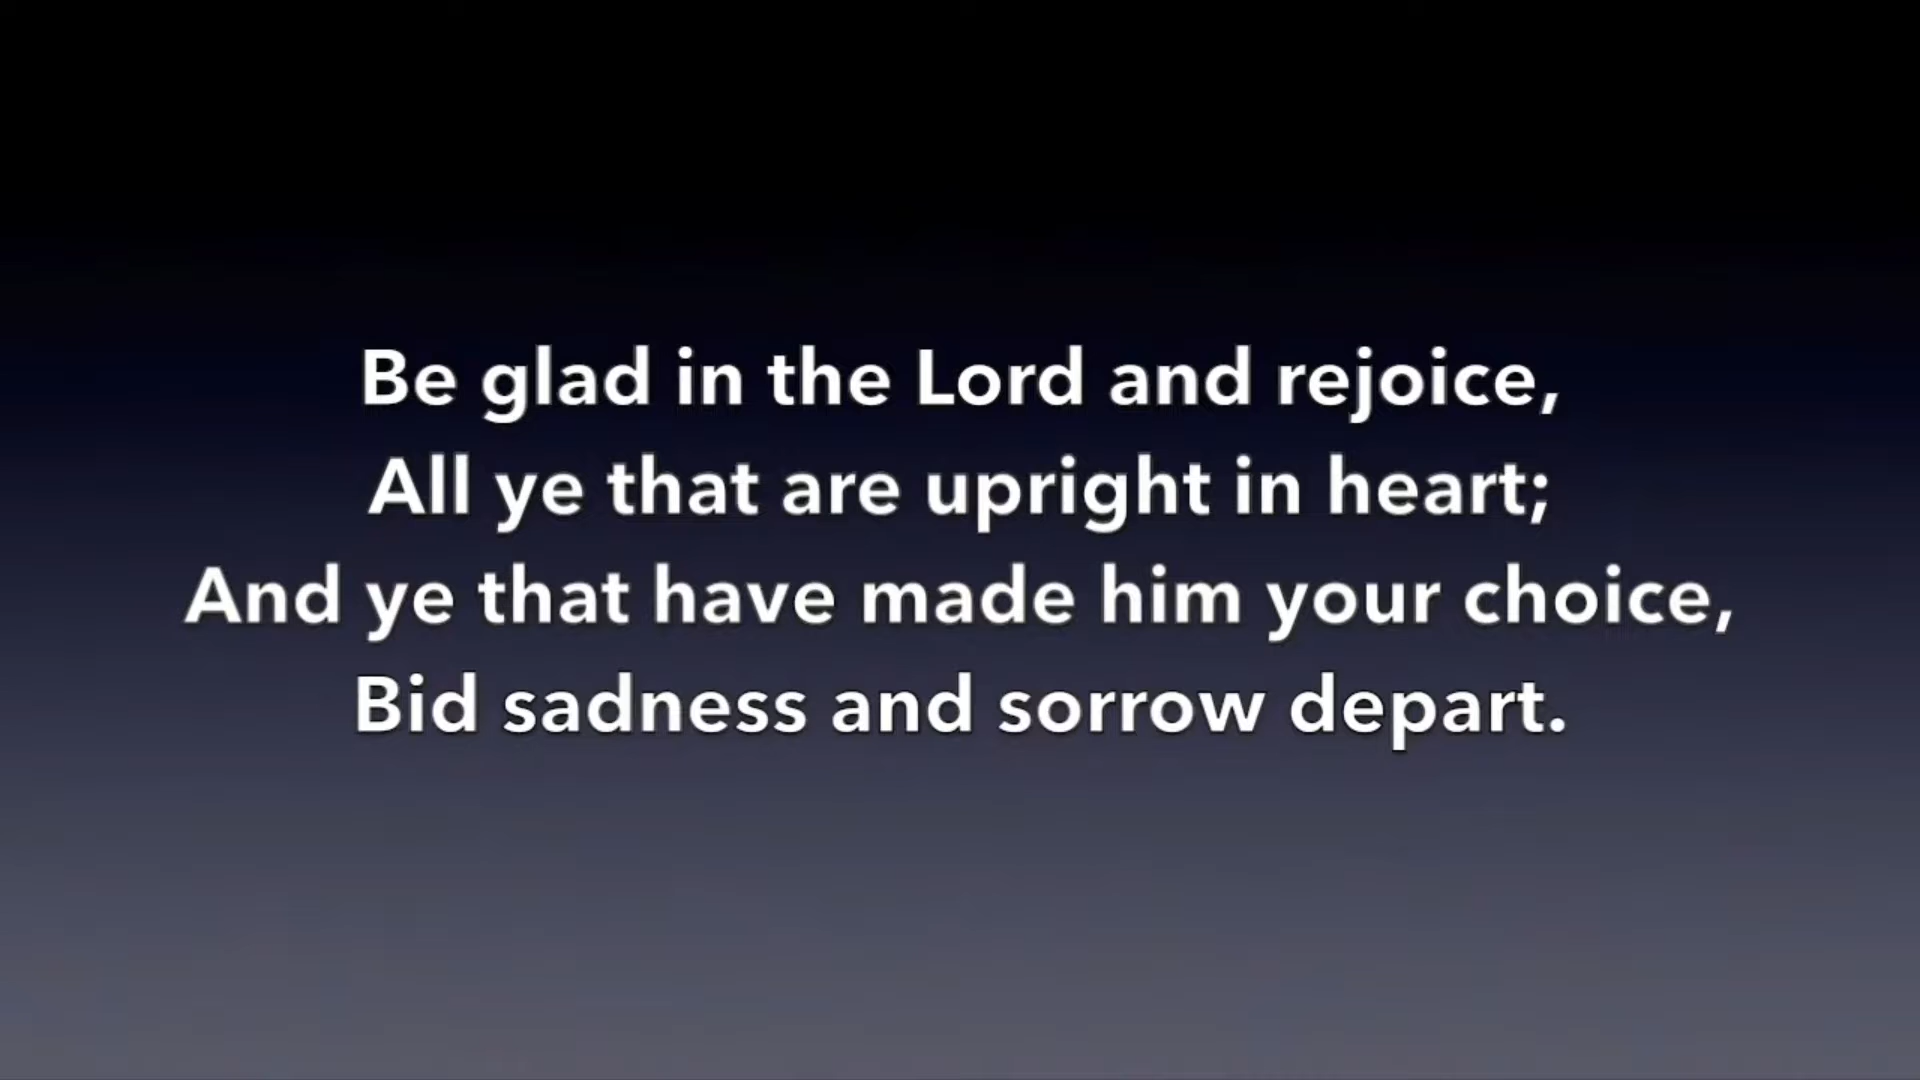 Be glad in the Lord and rejoice,
All ye that are upright in heart;
And ye that have made him your choice,
Bid sadness and sorrow depart.